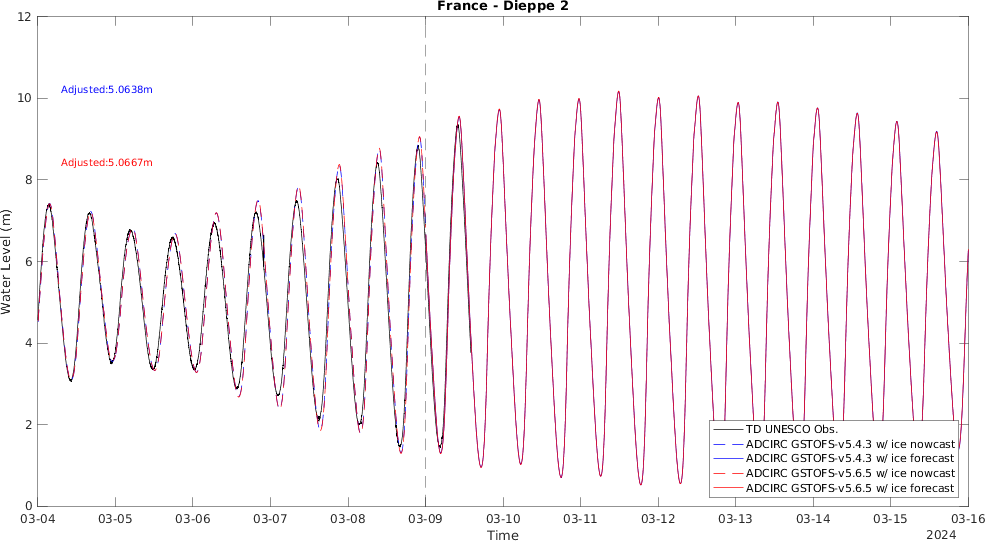 France - Dieppe 2
12
10
8
6
4
2
0
Water Level (m)
Adjusted:5.0638m
Adjusted:5.0667m
TD UNESCO Obs.
ADCIRC GSTOFS-v5.4.3 w/ ice nowcast
ADCIRC GSTOFS-v5.4.3 w/ ice forecast
ADCIRC GSTOFS-v5.6.5 w/ ice nowcast
ADCIRC GSTOFS-v5.6.5 w/ ice forecast
03-04 03-05 03-06 03-07 03-08 03-09 03-10 03-11 03-12 03-13 03-14 03-15 03-16
Time
2024